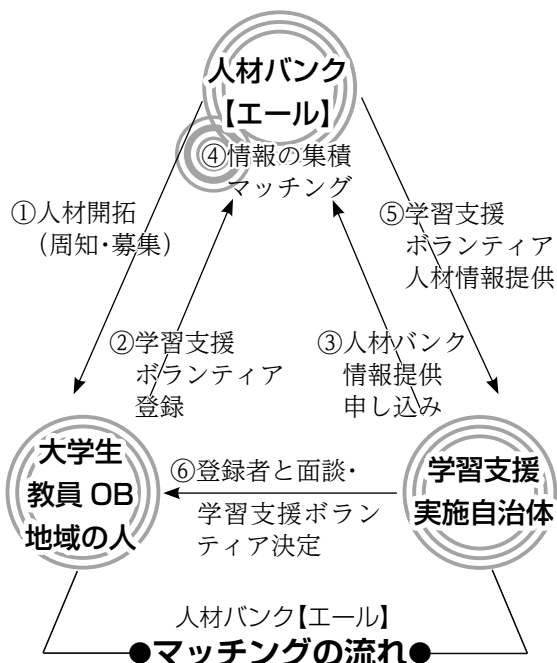 人材バンク
【エール】
④情報の集積
マッチング
①人材開拓
(周知・募集)
⑤学習支援
ボランティア
人材情報提供
②学習支援
ボランティア
登録
③人材バンク
情報提供
申し込み
大学生
教員 OB
地域の人
⑥登録者と面談・
学習支援ボラン
ティア決定
学習支援
実施自治体
人材バンク【エール】
●マッチングの流れ●